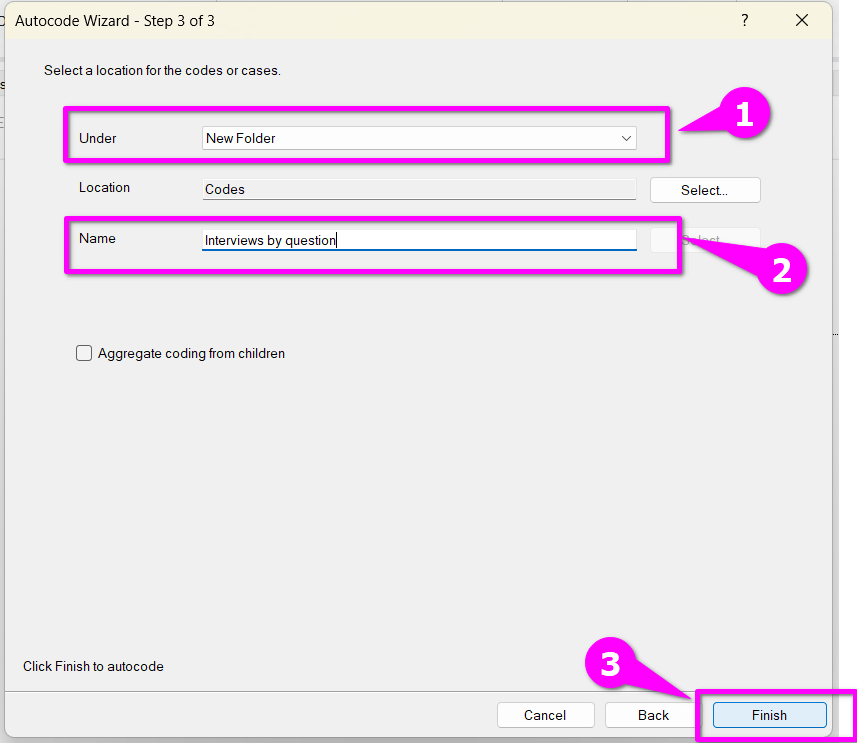 Autocode Wizard - Step 3 of 3 ?
Select a location for the codes or cases.
1
Under New Folder
Location Codes Select...
Name Interviews by question
2
Aggregate coding from children
Click Finish to autocode
3
Cancel Back Finish